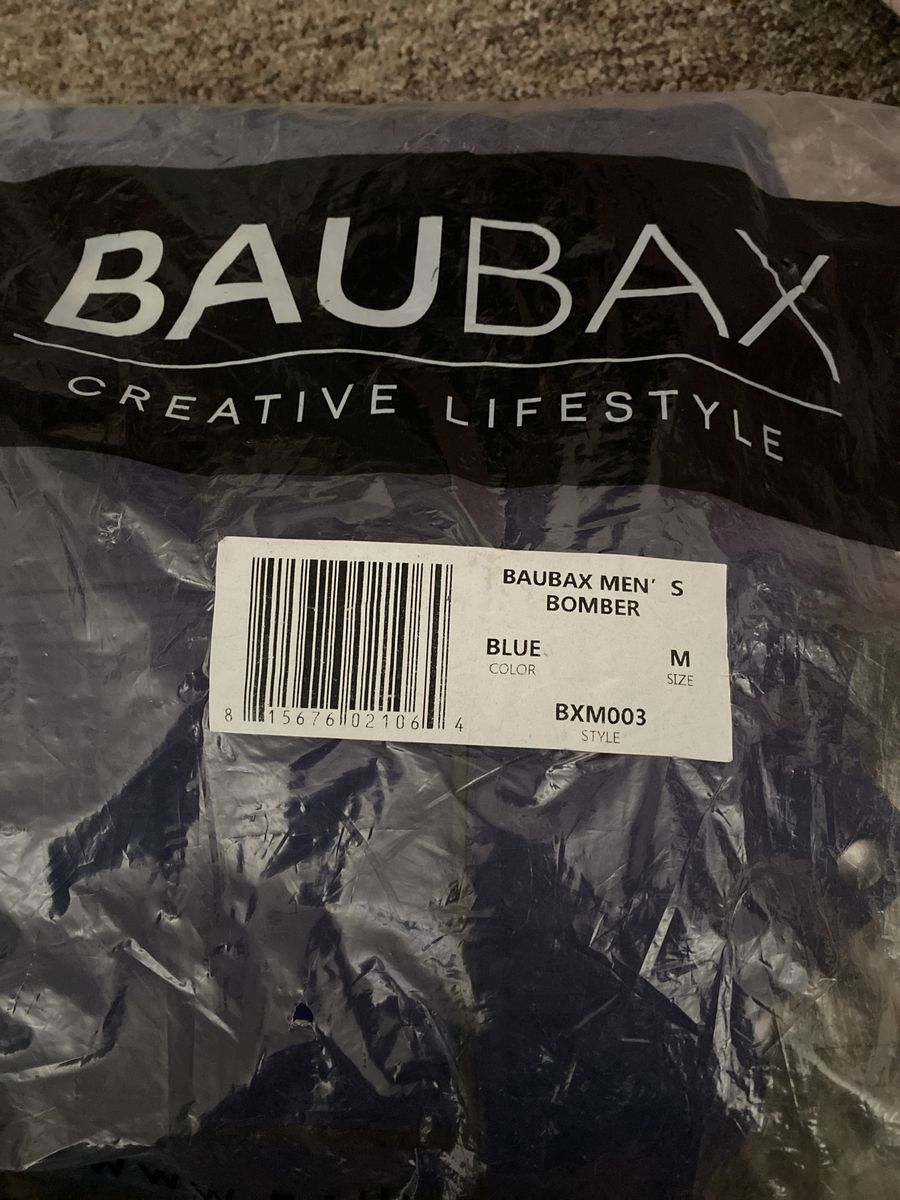 BAUBAX
CREATIVE LIFESTYLE
BAUBAX MEN' S
BOMBER
BLUE
COLOR
M
SIZE
BXM003
STYLE
8 15676 02106 4